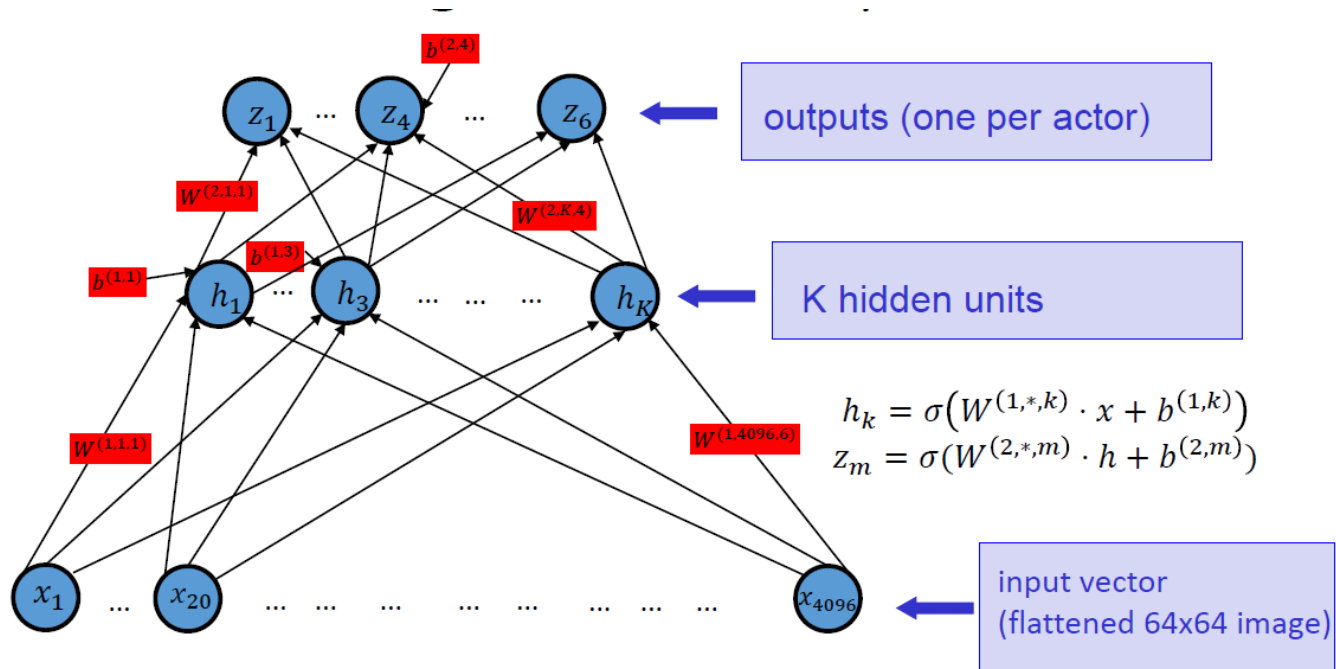 b^(2,4)
z_1 ... z_4 ... z_6
outputs (one per actor)
W^(2,1,1)
W^(2,K,4)
b^(1,1)
b^(1,3)
h_1 ... h_3 ... ... ... h_K
K hidden units
h_k = σ(W^(1,*,k) · x + b^(1,k))
z_m = σ(W^(2,*,m) · h + b^(2,m))
W^(1,1,1)
W^(1,4096,6)
x_1 ... x_20 ... ... ... ... ... ... ... ... x_4096
input vector
(flattened 64x64 image)